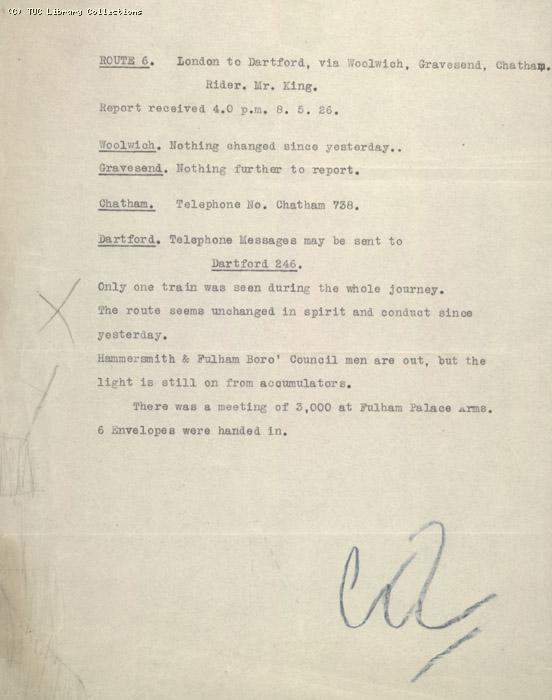 (C) TUC Library Collections
ROUTE 6. London to Dartford, via Woolwich, Gravesend, Chatham.
Rider. Mr. King.
Report received 4.0 p.m. 8. 5. 26.
Woolwich. Nothing changed since yesterday..
Gravesend. Nothing further to report.
Chatham. Telephone No. Chatham 738.
Dartford. Telephone Messages may be sent to
Dartford 246.
Only one train was seen during the whole journey.
The route seems unchanged in spirit and conduct since
yesterday.
Hammersmith & Fulham Boro' Council men are out, but the
light is still on from accumulators.
There was a meeting of 3,000 at Fulham Palace Arms.
6 Envelopes were handed in.